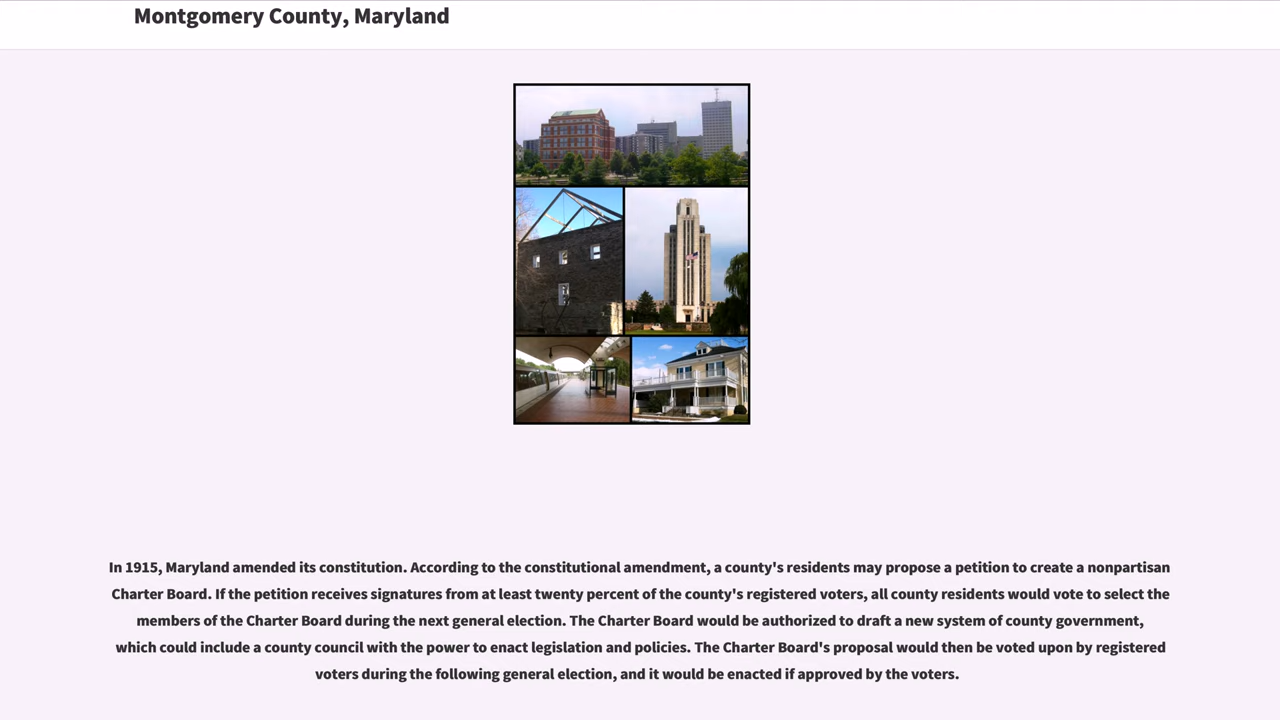 Montgomery County, Maryland
In 1915, Maryland amended its constitution. According to the constitutional amendment, a county's residents may propose a petition to create a nonpartisan
Charter Board. If the petition receives signatures from at least twenty percent of the county's registered voters, all county residents would vote to select the
members of the Charter Board during the next general election. The Charter Board would be authorized to draft a new system of county government,
which could include a county council with the power to enact legislation and policies. The Charter Board's proposal would then be voted upon by registered
voters during the following general election, and it would be enacted if approved by the voters.